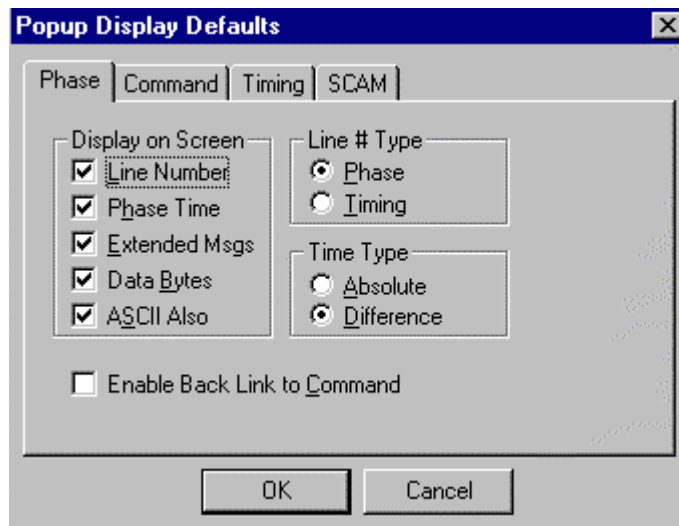 Popup Display Defaults
Phase Command Timing SCAM
Display on Screen
Line Number
Phase Time
Extended Msgs
Data Bytes
ASCII Also
Line # Type
Phase
Timing
Time Type
Absolute
Difference
Enable Back Link to Command
OK Cancel